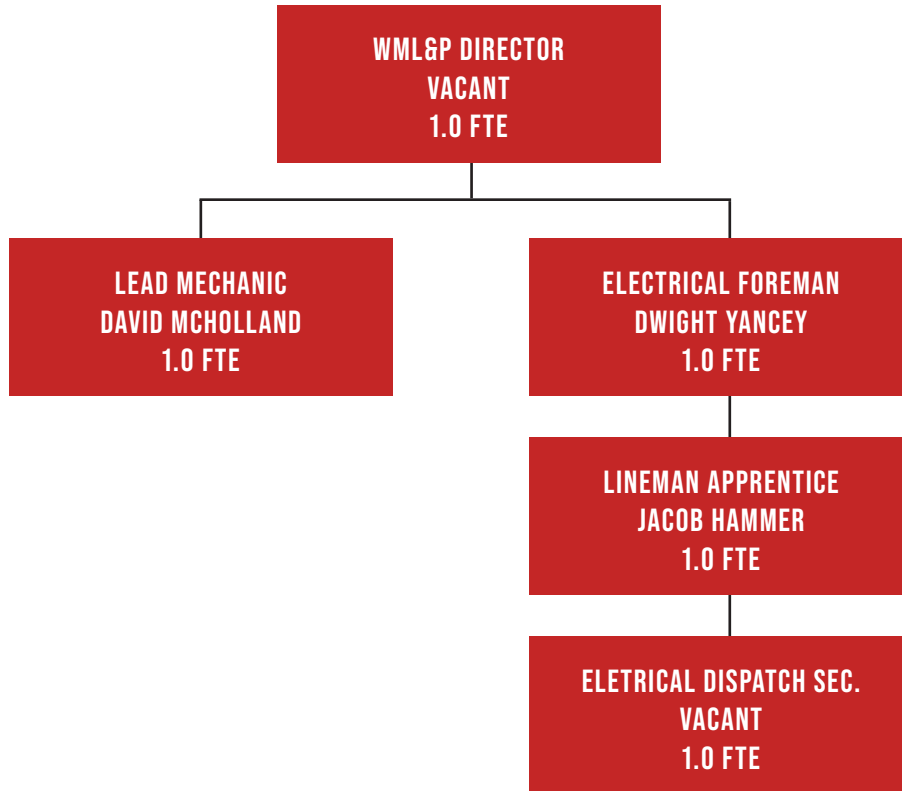 WML&P DIRECTOR
VACANT
1.0 FTE
LEAD MECHANIC
DAVID MCHOLLAND
1.0 FTE
ELECTRICAL FOREMAN
DWIGHT YANCEY
1.0 FTE
LINEMAN APPRENTICE
JACOB HAMMER
1.0 FTE
ELETRICAL DISPATCH SEC.
VACANT
1.0 FTE